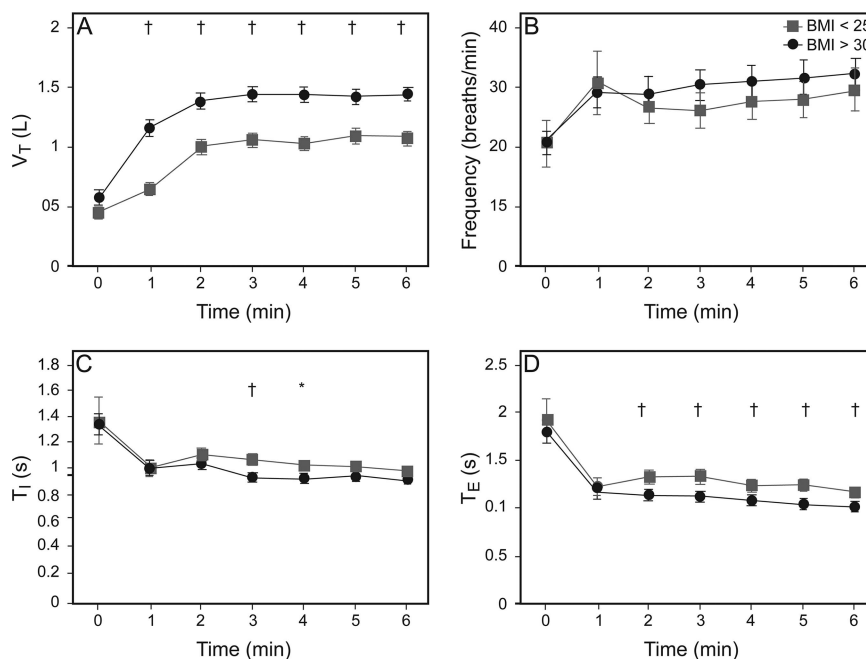 A
2
1.5
1
05
0
V_T (L)
† † † † † †
0 1 2 3 4 5 6
Time (min)
B
BMI < 25
BMI > 30
40
30
20
15
0
Frequency (breaths/min)
0 1 2 3 4 5 6
Time (min)
C
1.8
1.6
1.4
1.2
1
0.8
0.6
0.4
0.2
0
T_I (s)
† *
0 1 2 3 4 5 6
Time (min)
D
2.5
2
1.5
0.1
0.5
0
T_E (s)
† † † † †
0 1 2 3 4 5 6
Time (min)